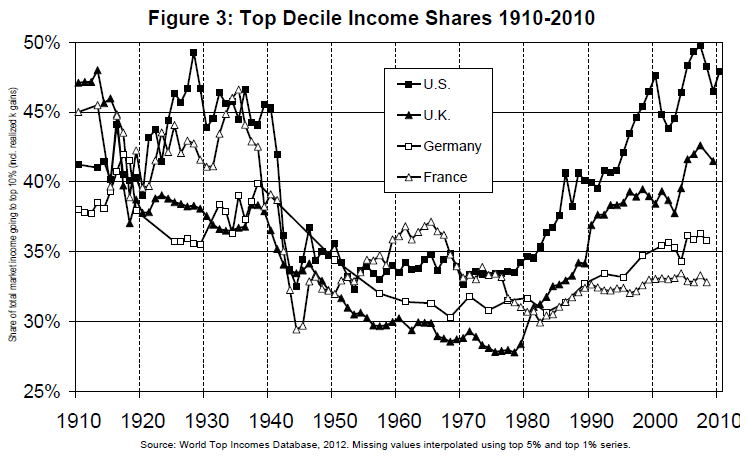 Figure 3: Top Decile Income Shares 1910-2010
Share of total market income going to top 10% (incl. realized k gains)
50%
45%
40%
35%
30%
25%
U.S.
U.K.
Germany
France
1910 1920 1930 1940 1950 1960 1970 1980 1990 2000 2010
Source: World Top Incomes Database, 2012. Missing values interpolated using top 5% and top 1% series.